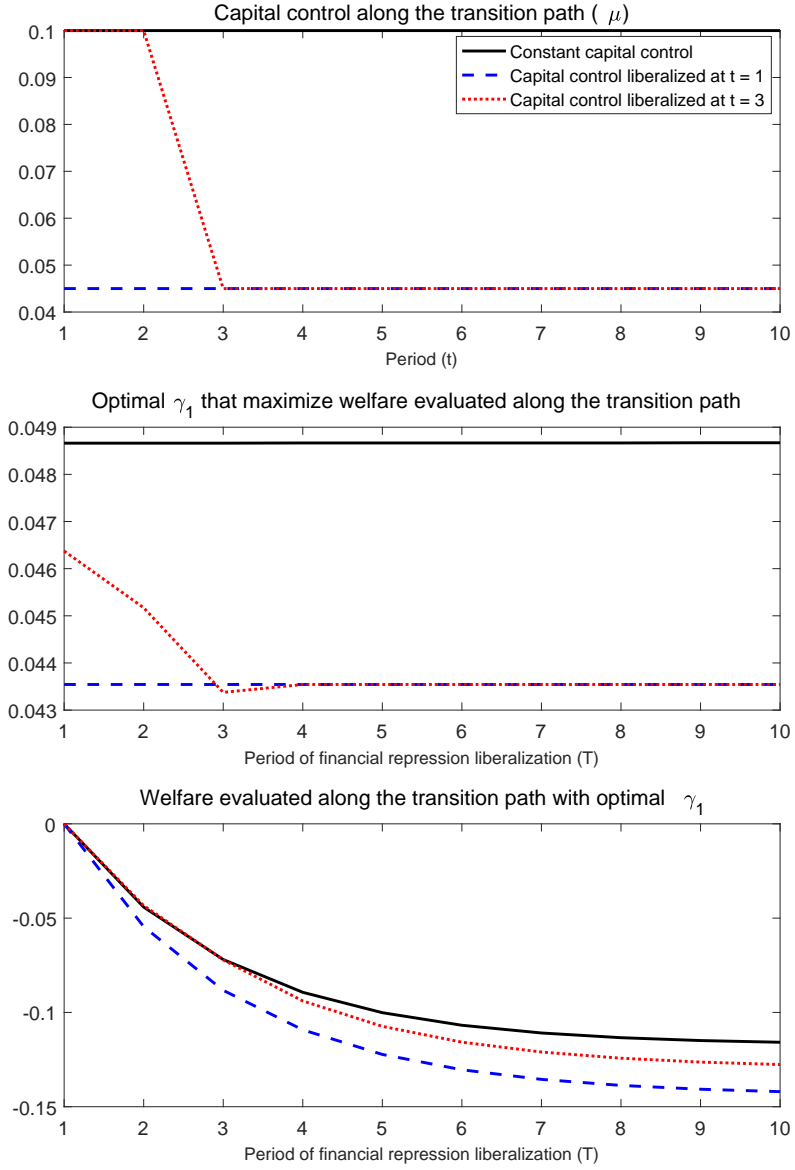 Capital control along the transition path ( μ)
0.1
0.09
0.08
0.07
0.06
0.05
0.04
Constant capital control
Capital control liberalized at t = 1
Capital control liberalized at t = 3
1 2 3 4 5 6 7 8 9 10
Period (t)
Optimal γ1 that maximize welfare evaluated along the transition path
0.049
0.048
0.047
0.046
0.045
0.044
0.043
1 2 3 4 5 6 7 8 9 10
Period of financial repression liberalization (T)
Welfare evaluated along the transition path with optimal γ1
0
-0.05
-0.1
-0.15
1 2 3 4 5 6 7 8 9 10
Period of financial repression liberalization (T)